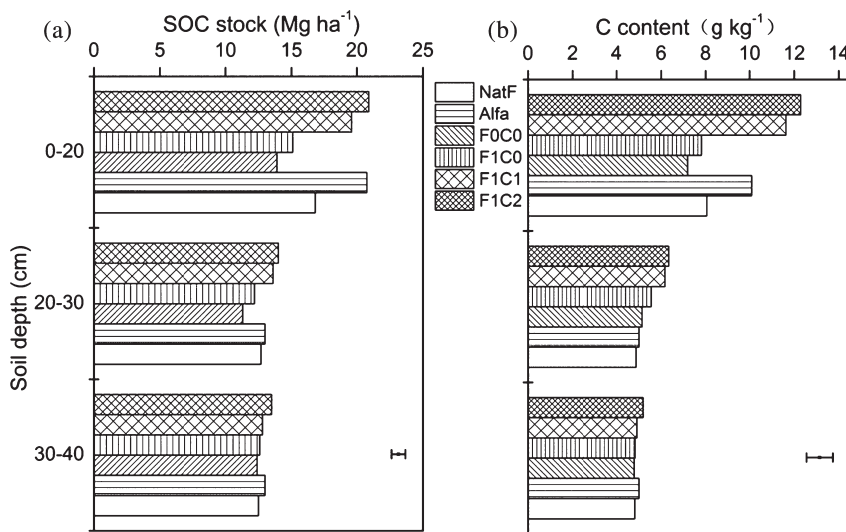 (a) SOC stock (Mg ha⁻¹)
0 5 10 15 20 25
Soil depth (cm)
0-20
20-30
30-40
NatF
Alfa
F0C0
F1C0
F1C1
F1C2
(b) C content (g kg⁻¹)
0 2 4 6 8 10 12 14